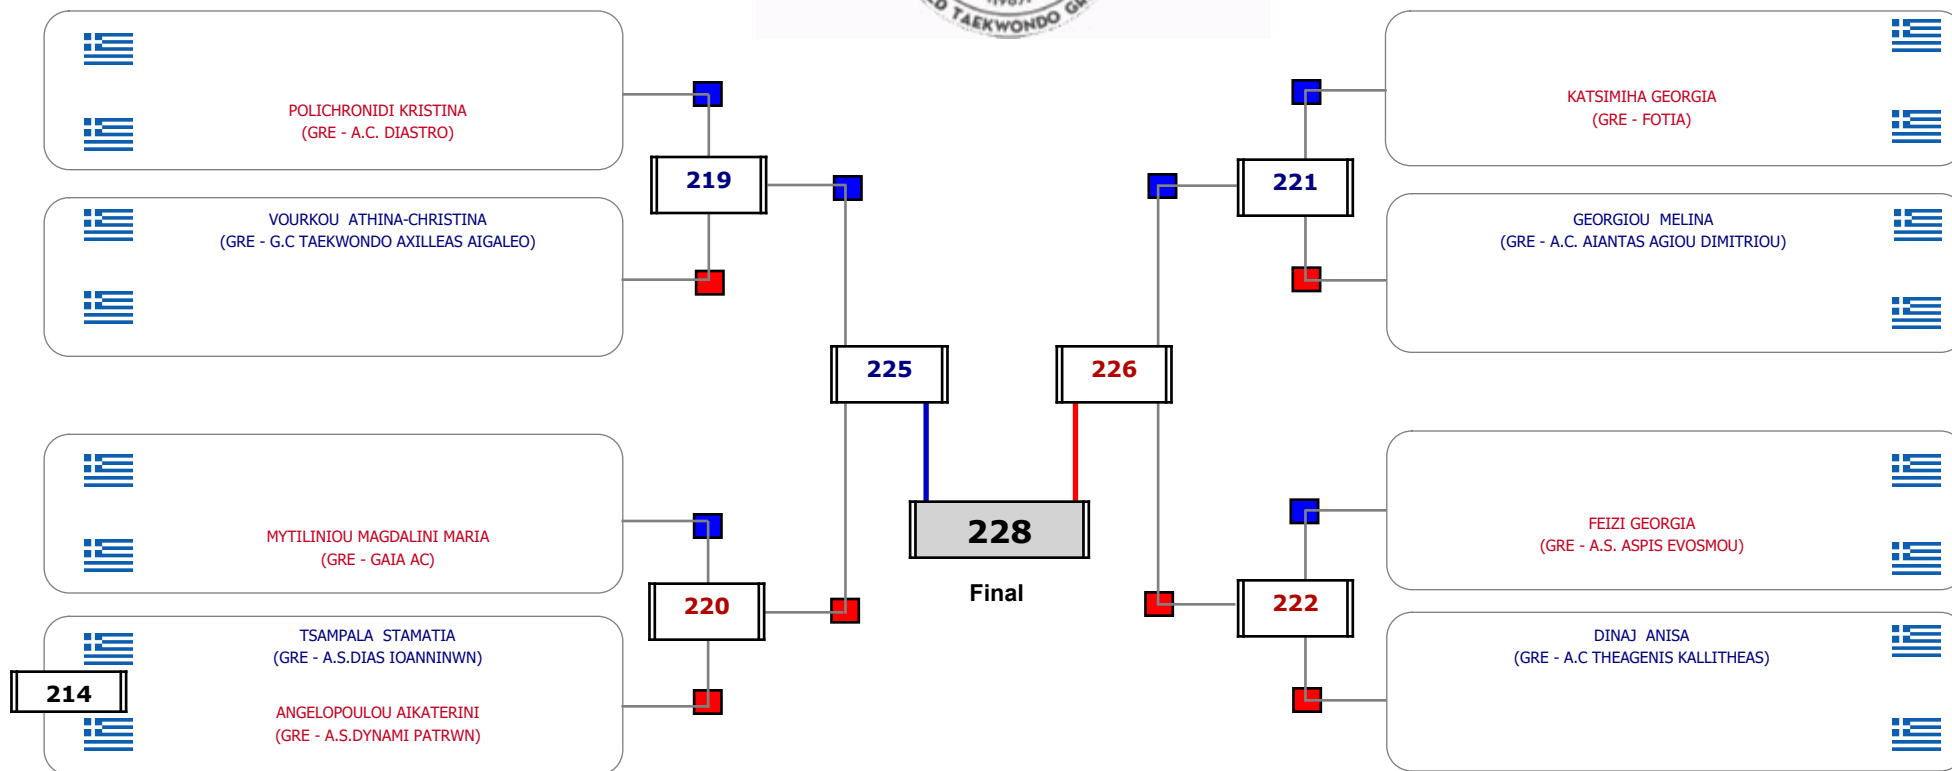 TAEKWONDO
POLICHRONIDI KRISTINA
(GRE - A.C. DIASTRO)
219
VOURKOU ATHINA-CHRISTINA
(GRE - G.C TAEKWONDO AXILLEAS AIGALEO)
225
MYTILINIOU MAGDALINI MARIA
(GRE - GAIA AC)
220
TSAMPALA STAMATIA
(GRE - A.S.DIAS IOANNINWN)
214
ANGELOPOULOU AIKATERINI
(GRE - A.S.DYNAMI PATRWN)
228
Final
KATSIMIHA GEORGIA
(GRE - FOTIA)
221
GEORGIOU MELINA
(GRE - A.C. AIANTAS AGIOU DIMITRIOU)
226
FEIZI GEORGIA
(GRE - A.S. ASPIS EVOSMOU)
222
DINAJ ANISA
(GRE - A.C THEAGENIS KALLITHEAS)